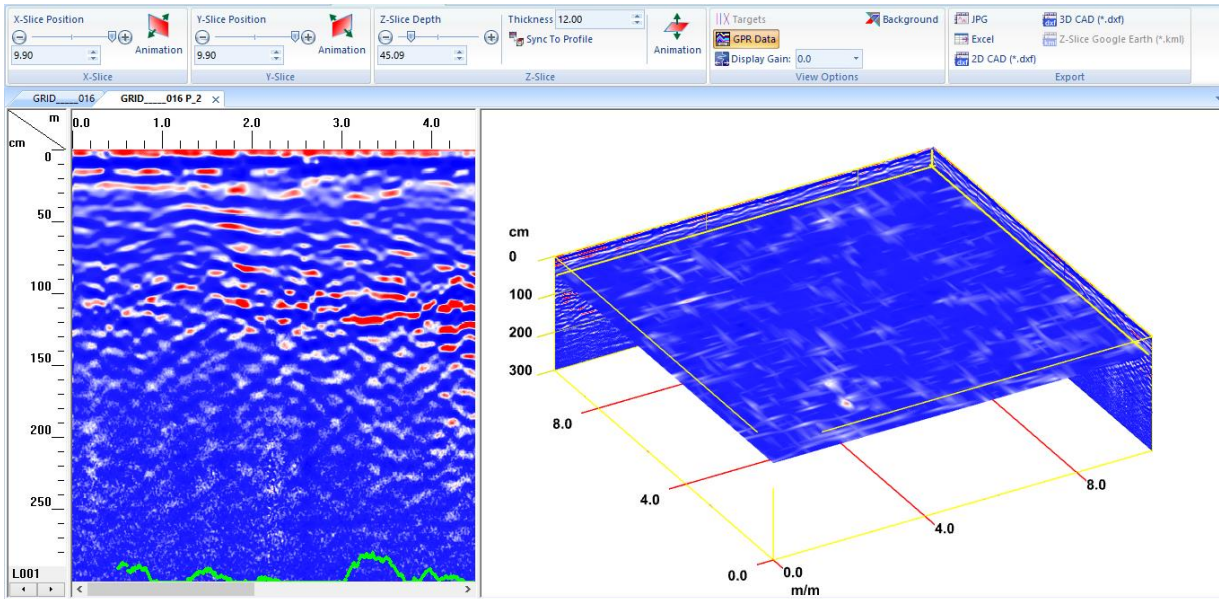 X-Slice Position
9.90
Animation
X-Slice
Y-Slice Position
9.90
Animation
Y-Slice
Z-Slice Depth
45.09
Thickness 12.00
Sync To Profile
Animation
Z-Slice
Targets
GPR Data
Display Gain: 0.0
Background
View Options
JPG
Excel
2D CAD (*.dxf)
3D CAD (*.dxf)
Z-Slice Google Earth (*.kml)
Export
GRID_____016
GRID_____016 P_2
m
cm
0.0 1.0 2.0 3.0 4.0
0
50
100
150
200
250
L001
cm
0
100
200
300
8.0
4.0
0.0
0.0
4.0
8.0
m/m